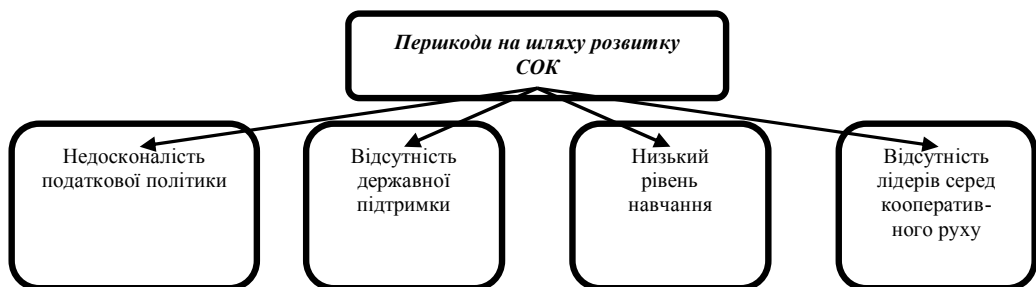 Першкоди на шляху розвитку
СОК
Недосконалість
податкової політики
Відсутність
державної
підтримки
Низький
рівень
навчання
Відсутність
лідерів серед
кооператив-
ного руху